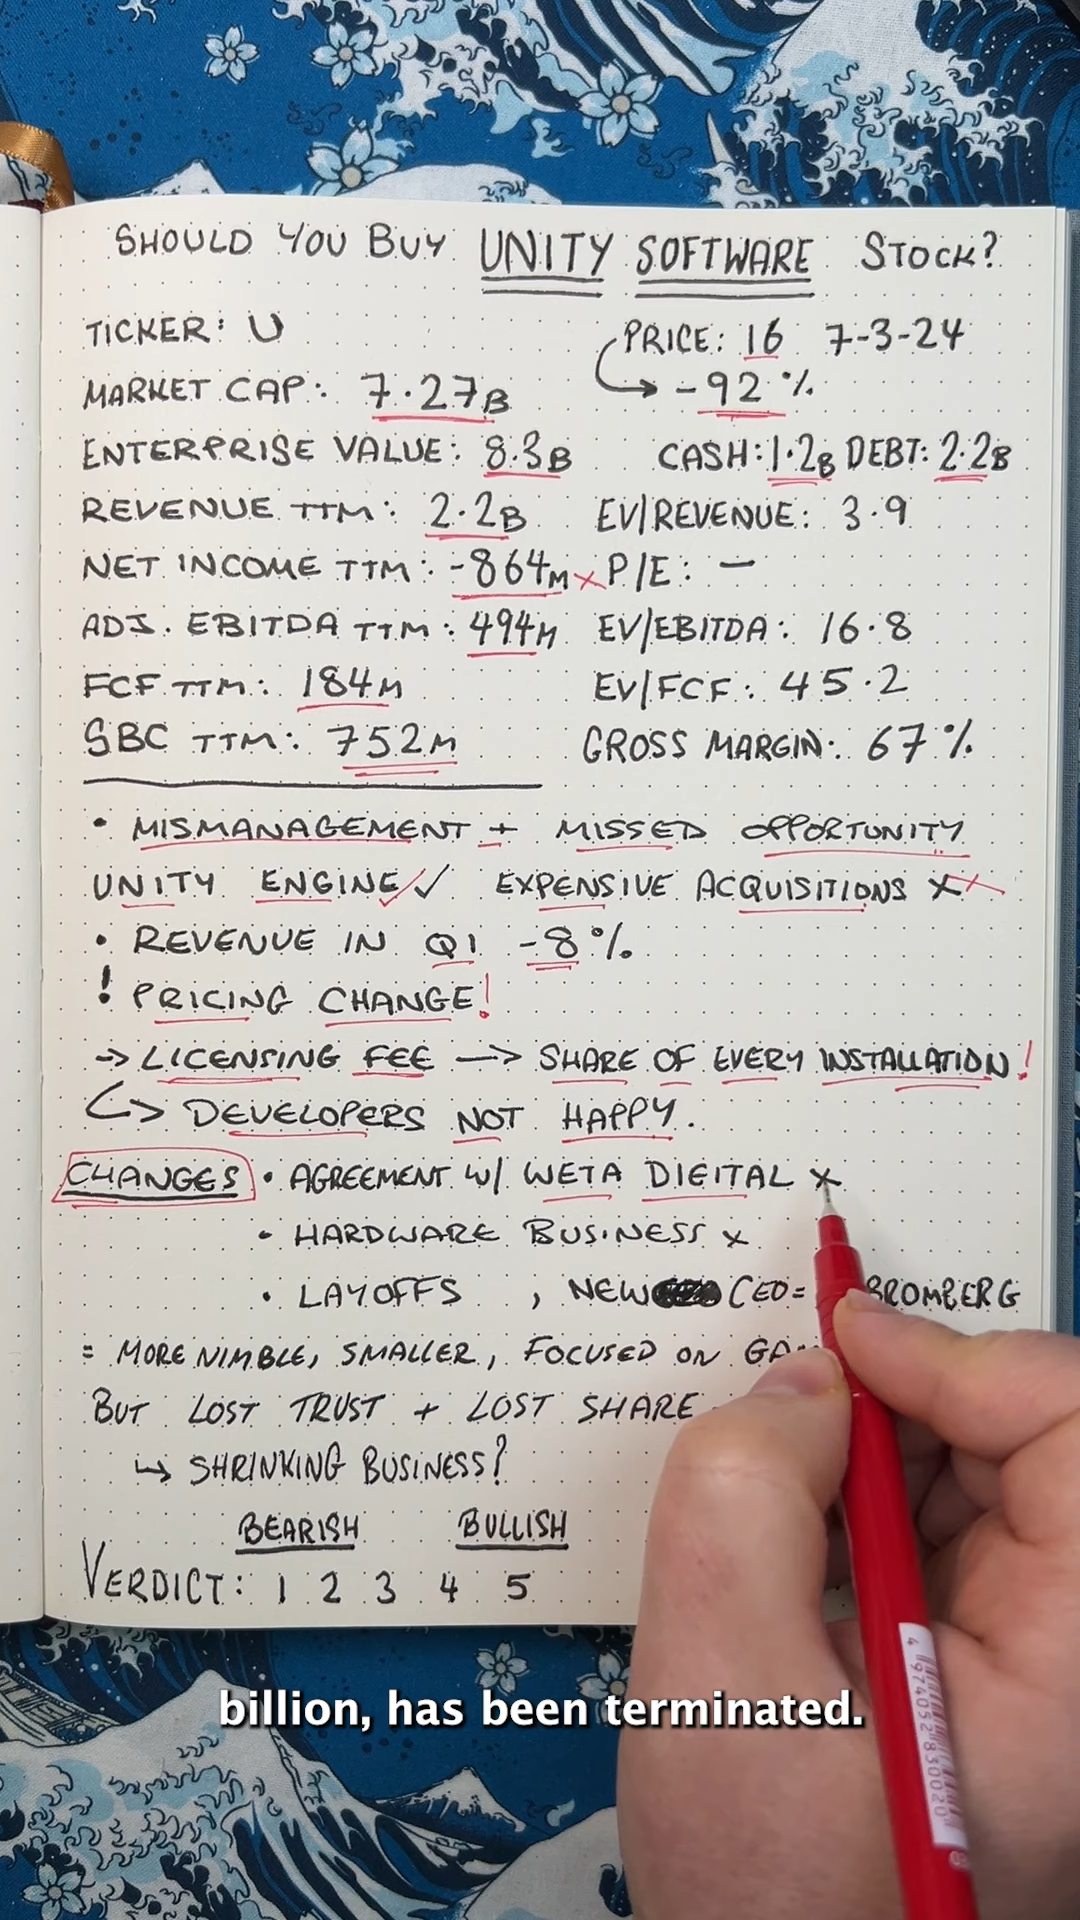 SHOULD YOU BUY UNITY SOFTWARE STOCK?
TICKER: U PRICE: 16 7-3-24
MARKET CAP: 7.27B -92%
ENTERPRISE VALUE: 8.3B CASH: 1.2B DEBT: 2.2B
REVENUE TTM: 2.2B EV/REVENUE: 3.9
NET INCOME TTM: -864M x P/E: —
ADJ. EBITDA TTM: 494M EV/EBITDA: 16.8
FCF TTM: 184M EV/FCF: 45.2
SBC TTM: 752M GROSS MARGIN: 67%
• MISMANAGEMENT + MISSED OPPORTUNITY
UNITY ENGINE ✓ EXPENSIVE ACQUISITIONS x
• REVENUE IN Q1 -8%
! PRICING CHANGE!
→ LICENSING FEE → SHARE OF EVERY INSTALLATION!
↳ DEVELOPERS NOT HAPPY.
CHANGES • AGREEMENT W/ WETA DIGITAL x
• HARDWARE BUSINESS x
• LAYOFFS , NEW CEO= BROMBERG
= MORE NIMBLE, SMALLER, FOCUSED ON
BUT LOST TRUST + LOST SHARE
↳ SHRINKING BUSINESS?
BEARISH BULLISH
VERDICT: 1 2 3 4 5
4 974052 830020
billion, has been terminated.